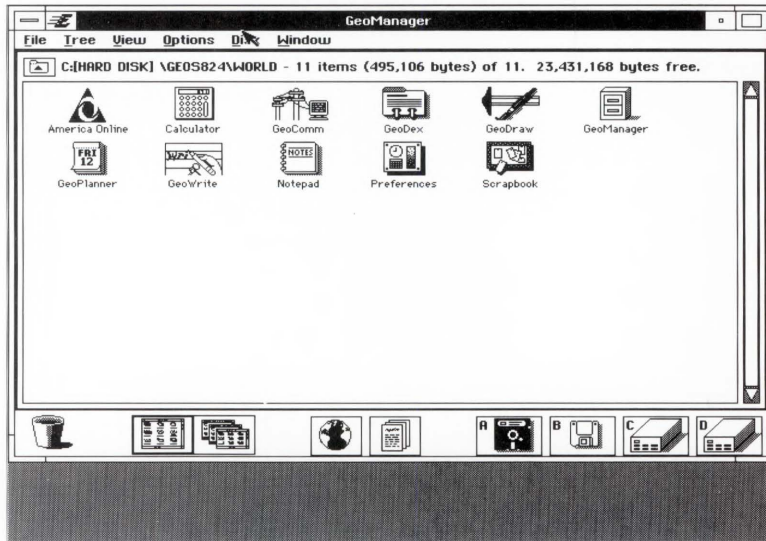 GeoManager
File Tree View Options Disk Window
C:[HARD DISK] \GEOS824\WORLD - 11 items (495,106 bytes) of 11. 23,431,168 bytes free.
America Online Calculator GeoComm GeoDex GeoDraw GeoManager
FRI
12
NOTES
GeoPlanner GeoWrite Notepad Preferences Scrapbook
A B C D